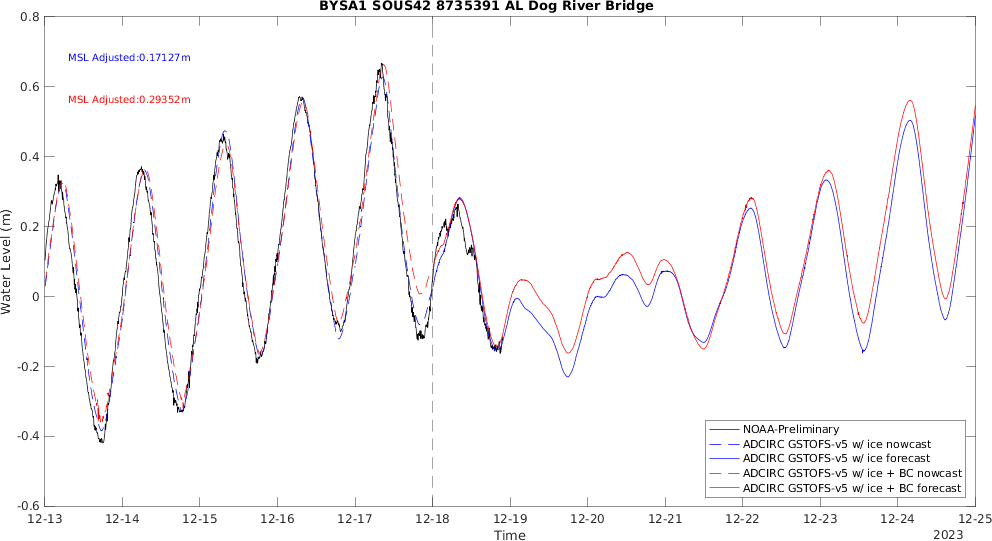 BYSA1 SOUS42 8735391 AL Dog River Bridge
0.8
0.6
0.4
0.2
0
-0.2
-0.4
-0.6
Water Level (m)
MSL Adjusted:0.17127m
MSL Adjusted:0.29352m
NOAA-Preliminary
ADCIRC GSTOFS-v5 w/ ice nowcast
ADCIRC GSTOFS-v5 w/ ice forecast
ADCIRC GSTOFS-v5 w/ ice + BC nowcast
ADCIRC GSTOFS-v5 w/ ice + BC forecast
12-13 12-14 12-15 12-16 12-17 12-18 12-19 12-20 12-21 12-22 12-23 12-24 12-25
Time
2023